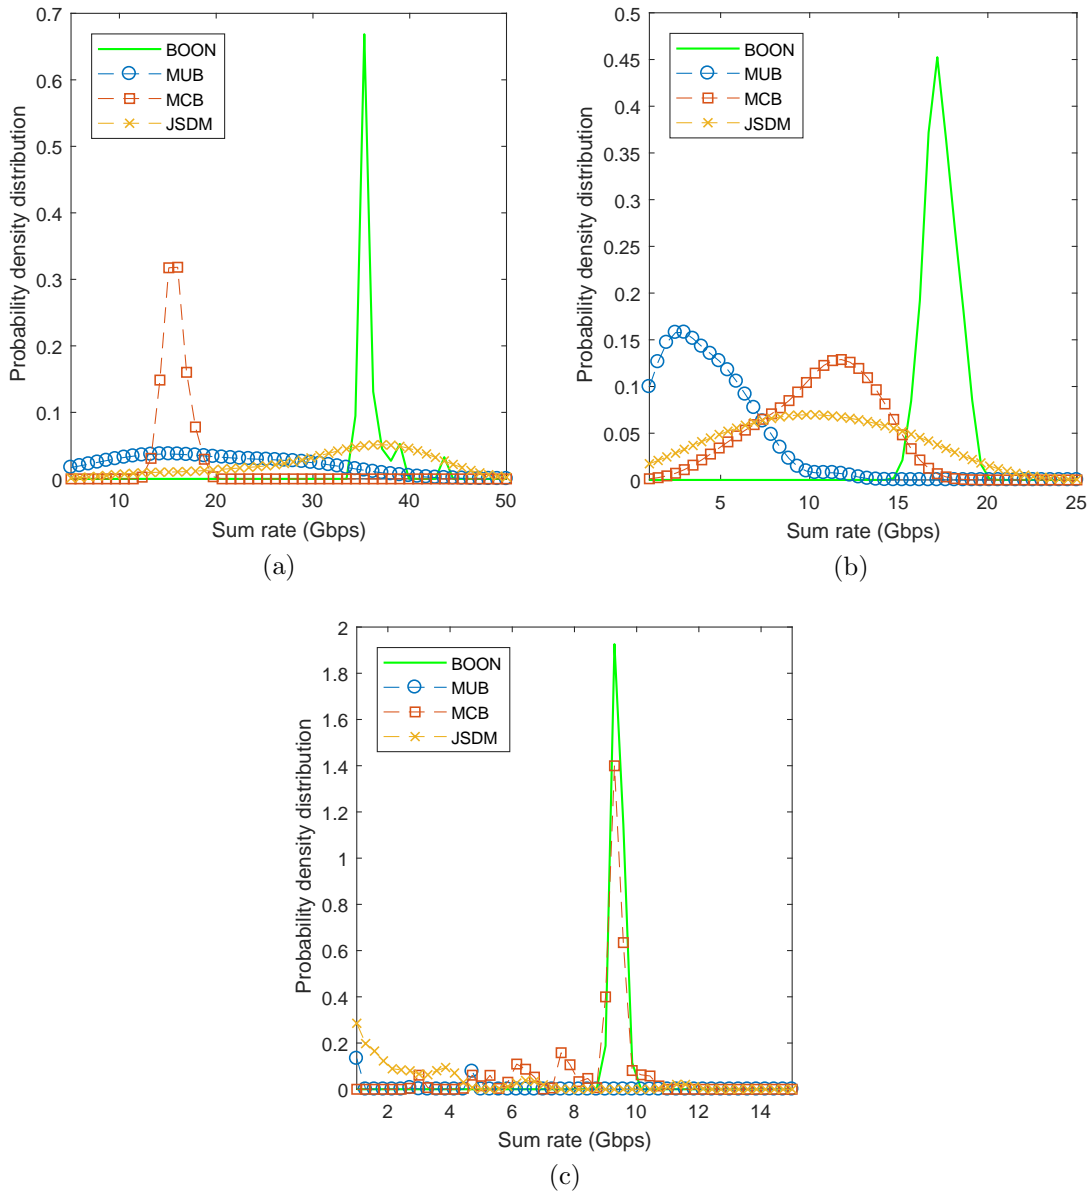 0.7
0.6
0.5
0.4
0.3
0.2
0.1
0
Probability density distribution
BOON
MUB
MCB
JSDM
10 20 30 40 50
Sum rate (Gbps)
(a)
0.5
0.45
0.4
0.35
0.3
0.25
0.2
0.15
0.1
0.05
0
Probability density distribution
BOON
MUB
MCB
JSDM
5 10 15 20 25
Sum rate (Gbps)
(b)
2
1.8
1.6
1.4
1.2
1
0.8
0.6
0.4
0.2
0
Probability density distribution
BOON
MUB
MCB
JSDM
2 4 6 8 10 12 14
Sum rate (Gbps)
(c)